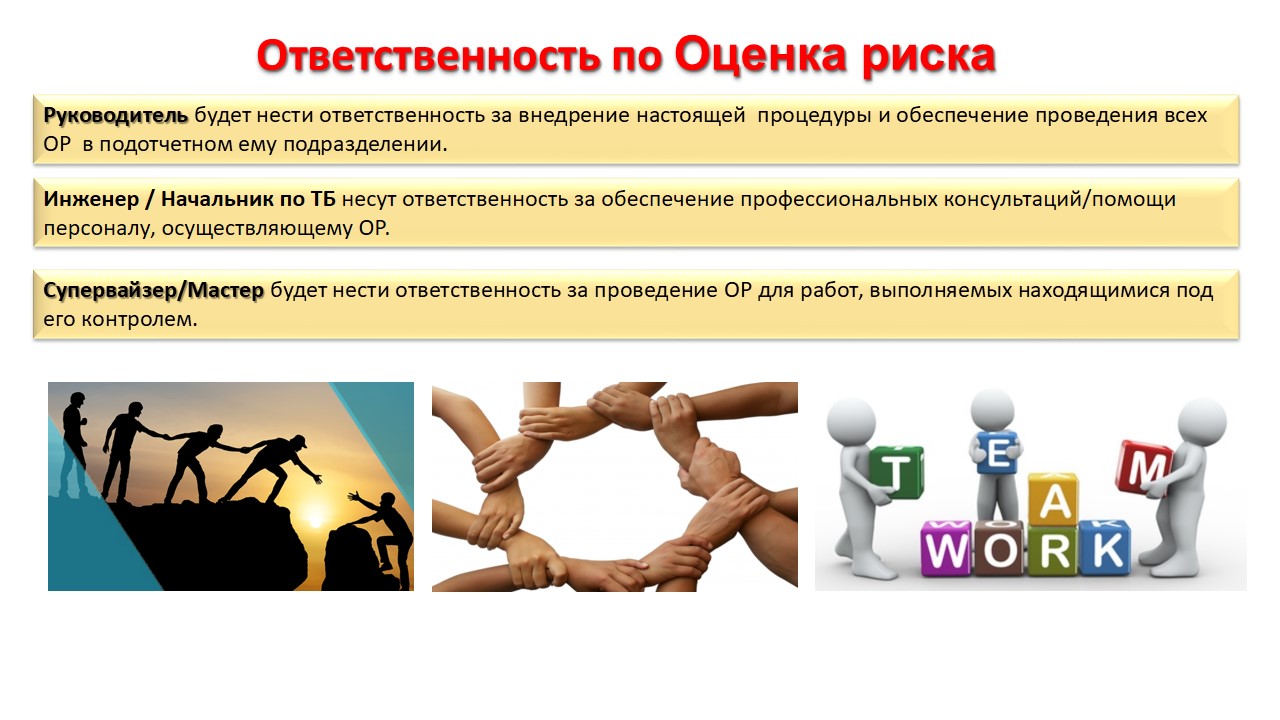 Ответственность по Оценка риска
Руководитель будет нести ответственность за внедрение настоящей  процедуры и обеспечение проведения всех
ОР  в подотчетном ему подразделении.
Инженер / Начальник по ТБ несут ответственность за обеспечение профессиональных консультаций/помощи
персоналу, осуществляющему ОР.
Супервайзер/Мастер будет нести ответственность за проведение ОР для работ, выполняемых находящимися под
его контролем.
T E A M
WORK